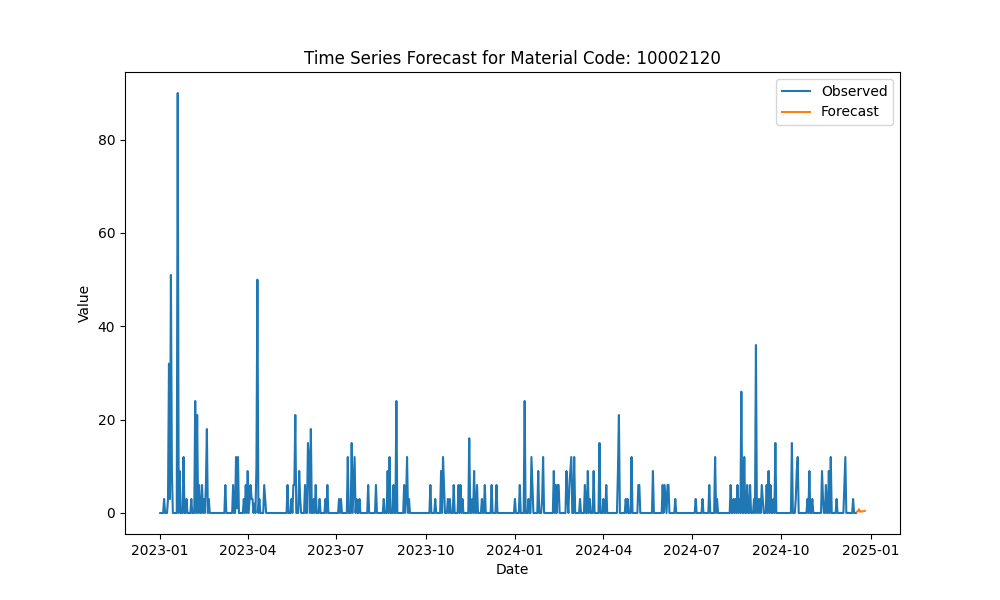 Time Series Forecast for Material Code: 10002120
Observed
Forecast
80
60
40
20
0
Value
2023-01 2023-04 2023-07 2023-10 2024-01 2024-04 2024-07 2024-10 2025-01
Date